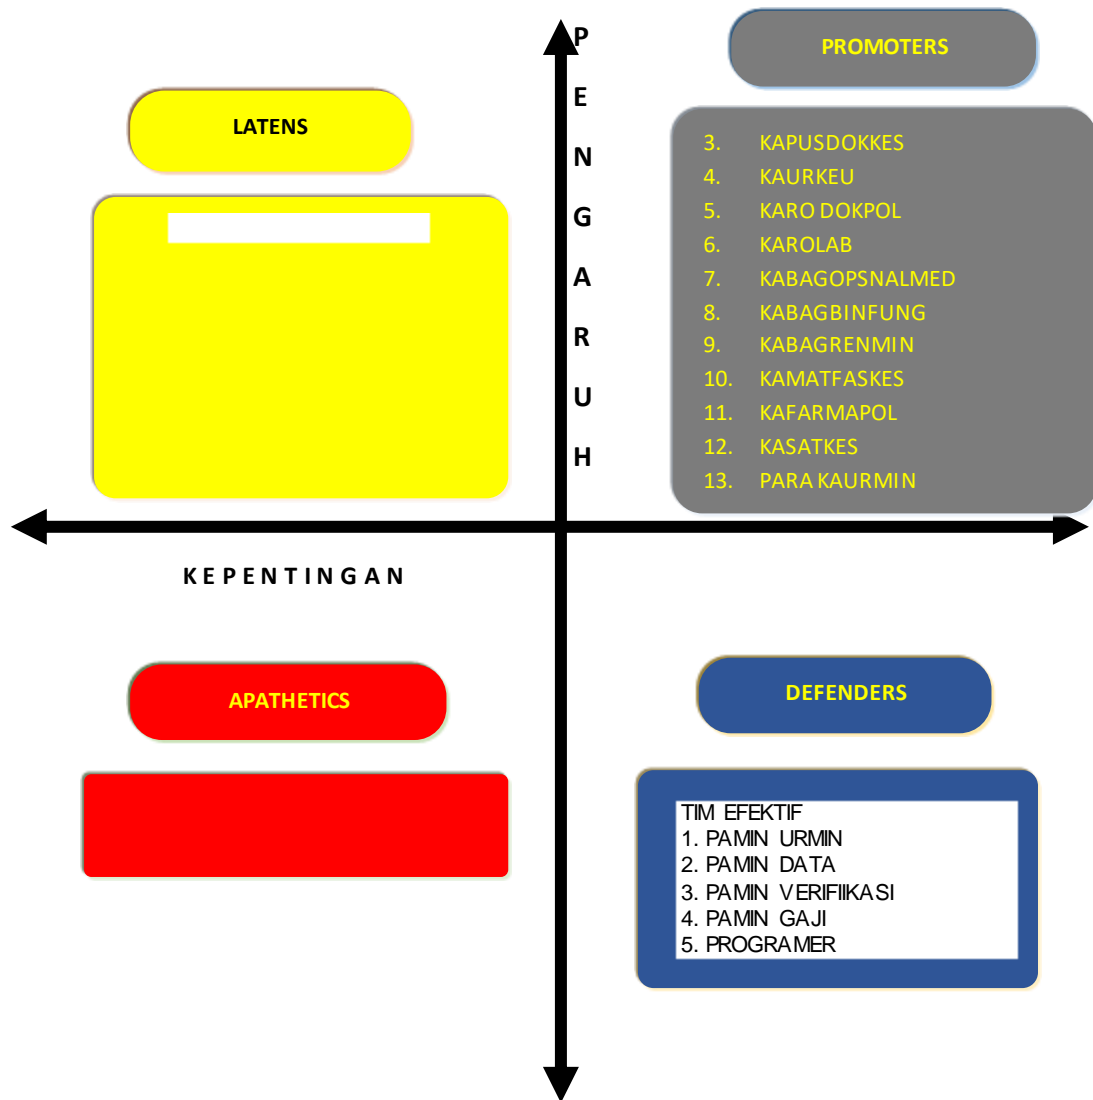 PENGARUH
PROMOTERS
LATENS
3. KAPUSDOKKES
4. KAURKEU
5. KARO DOKPOL
6. KAROLAB
7. KABAGOPSNALMED
8. KABAGBINFUNG
9. KABAGRENMIN
10. KAMATFASKES
11. KAFARMAPOL
12. KASATKES
13. PARA KAURMIN
KEPENTINGAN
APATHETICS
DEFENDERS
TIM EFEKTIF
1. PAMIN URMIN
2. PAMIN DATA
3. PAMIN VERIFIIKASI
4. PAMIN GAJI
5. PROGRAMER